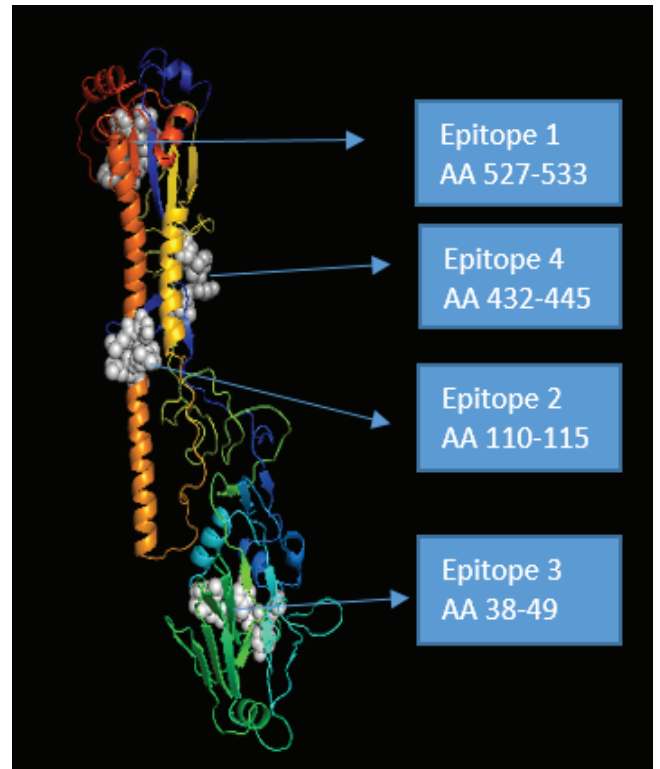 Epitope 1
AA 527-533
Epitope 4
AA 432-445
Epitope 2
AA 110-115
Epitope 3
AA 38-49